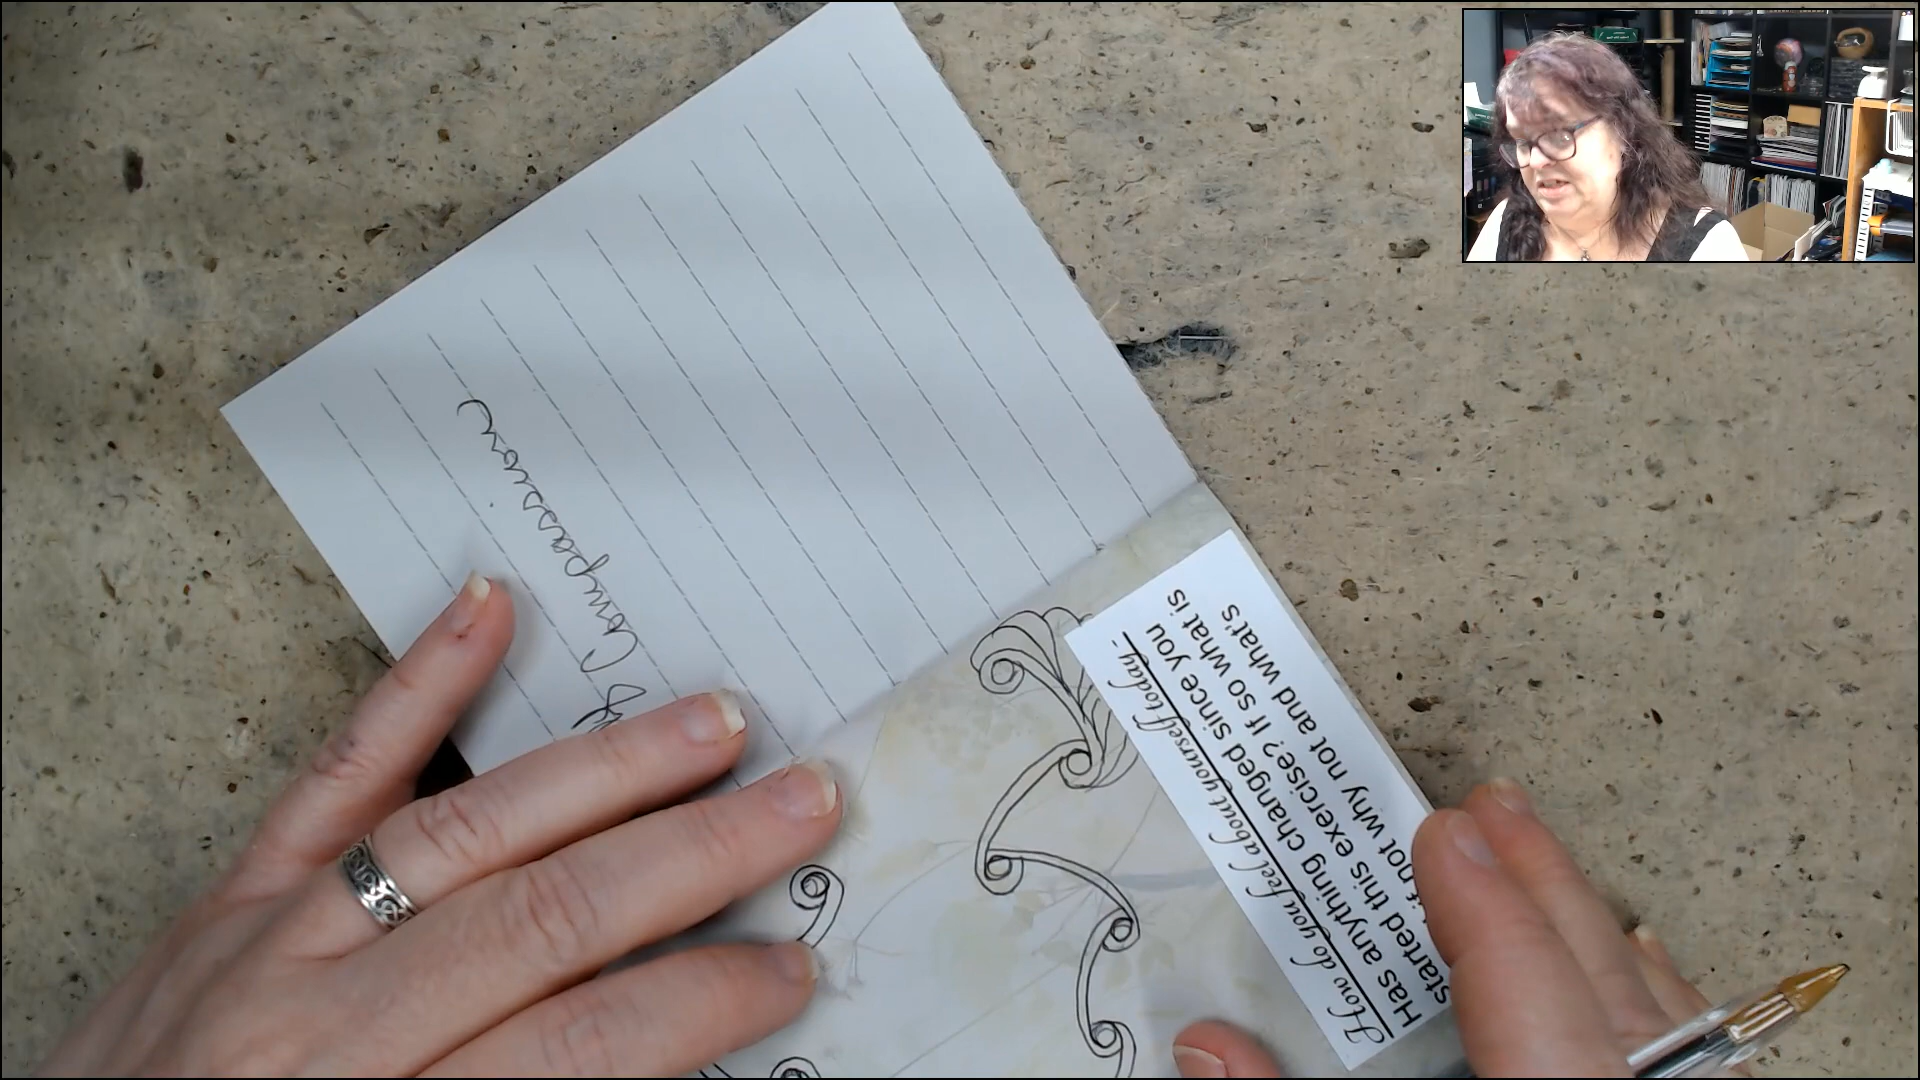 Compassion
How do you feel about yourself today:-
Has anything changed since you
started this exercise? If so what is
if not why not and what's